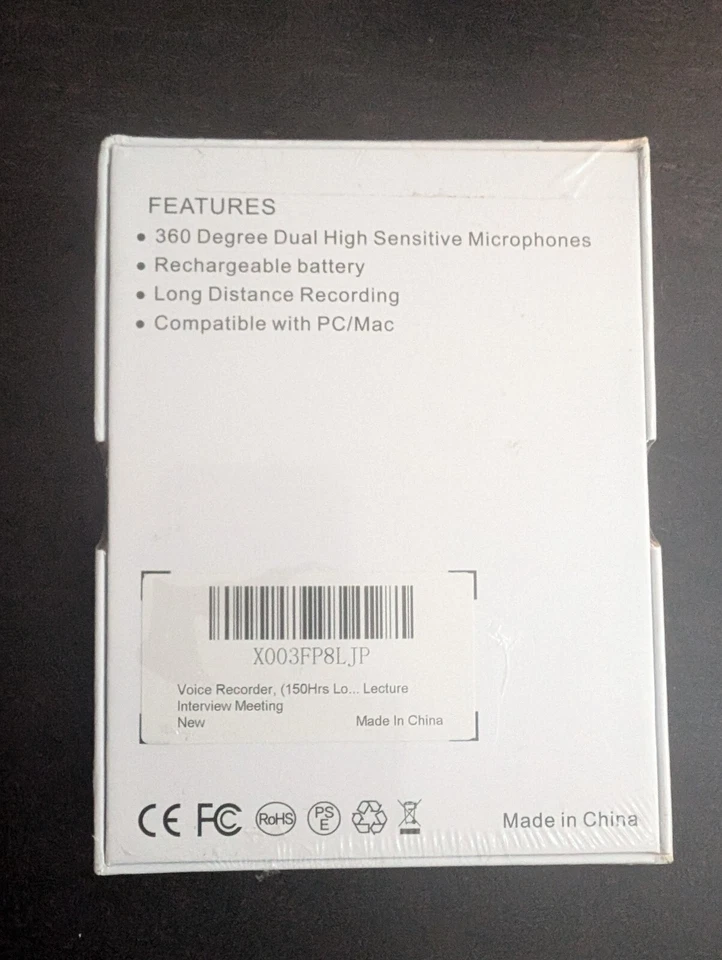 FEATURES
• 360 Degree Dual High Sensitive Microphones
• Rechargeable battery
• Long Distance Recording
• Compatible with PC/Mac
X003FP8LJP
Voice Recorder, (150Hrs Lo... Lecture
Interview Meeting
New Made In China
CE FC RoHS PS E Made in China